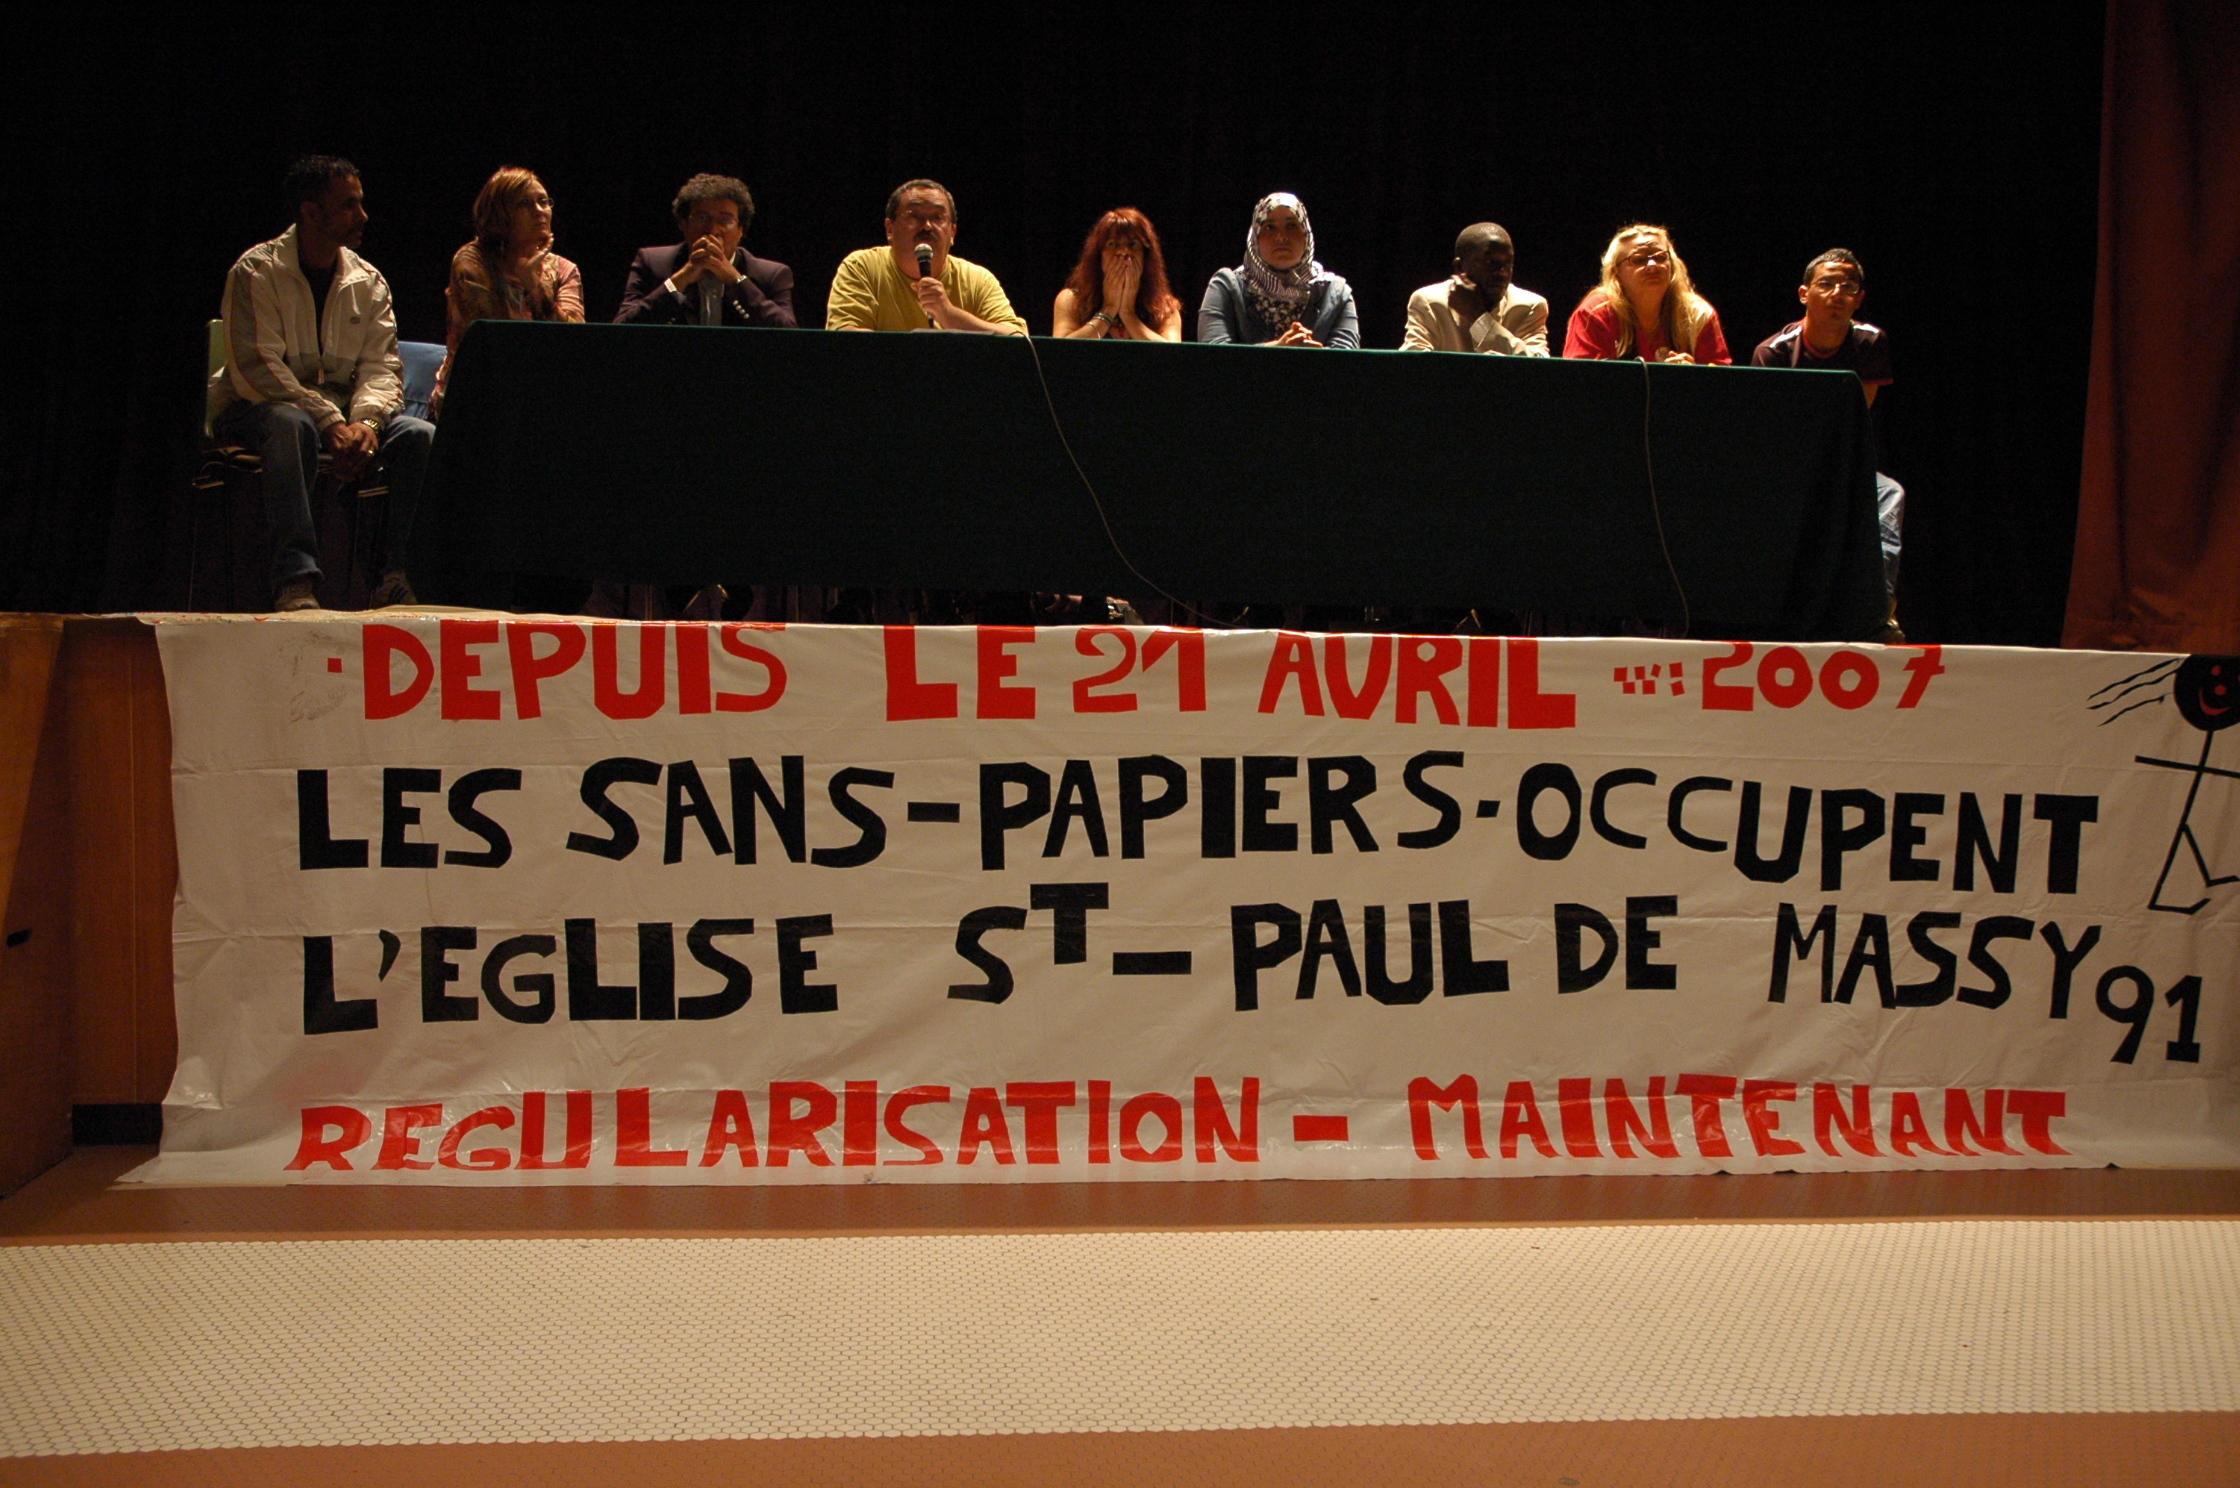 ·DEPUIS LE 21 AVRIL ... 2007
LES SANS-PAPIERS·OCCUPENT
L'EGLISE ST-PAUL DE MASSY 91
REGULARISATION - MAINTENANT